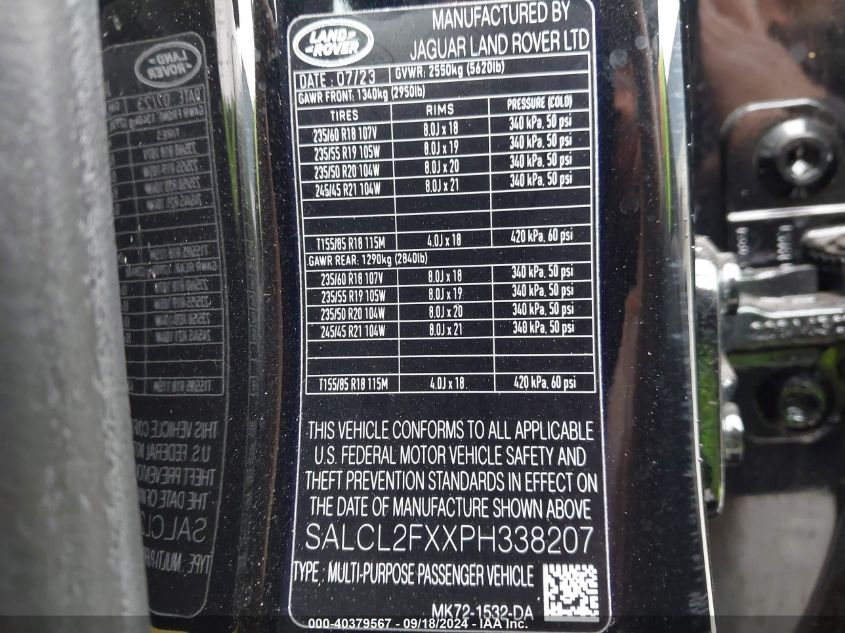 LAND ROVER
MANUFACTURED BY
JAGUAR LAND ROVER LTD
DATE : 07/23 GVWR: 2550kg (5620lb)
GAWR FRONT: 1340kg (2950lb)
TIRES RIMS PRESSURE (COLD)
235/60 R18 107V 8.0J x 18 340 kPa, 50 psi
235/55 R19 105W 8.0J x 19 340 kPa, 50 psi
235/50 R20 104W 8.0J x 20 340 kPa, 50 psi
245/45 R21 104W 8.0J x 21 340 kPa, 50 psi
T155/85 R18 115M 4.0J x 18 420 kPa, 60 psi
GAWR REAR: 1290kg (2840lb)
235/60 R18 107V 8.0J x 18 340 kPa, 50 psi
235/55 R19 105W 8.0J x 19 340 kPa, 50 psi
235/50 R20 104W 8.0J x 20 340 kPa, 50 psi
245/45 R21 104W 8.0J x 21 340 kPa, 50 psi
T155/85 R18 115M 4.0J x 18 420 kPa, 60 psi
THIS VEHICLE CONFORMS TO ALL APPLICABLE
U.S. FEDERAL MOTOR VEHICLE SAFETY AND
THEFT PREVENTION STANDARDS IN EFFECT ON
THE DATE OF MANUFACTURE SHOWN ABOVE
SALCL2FXXPH338207
TYPE : MULTI-PURPOSE PASSENGER VEHICLE
MK72-1532-DA
000-40379567 - 09/18/2024 - IAA Inc.